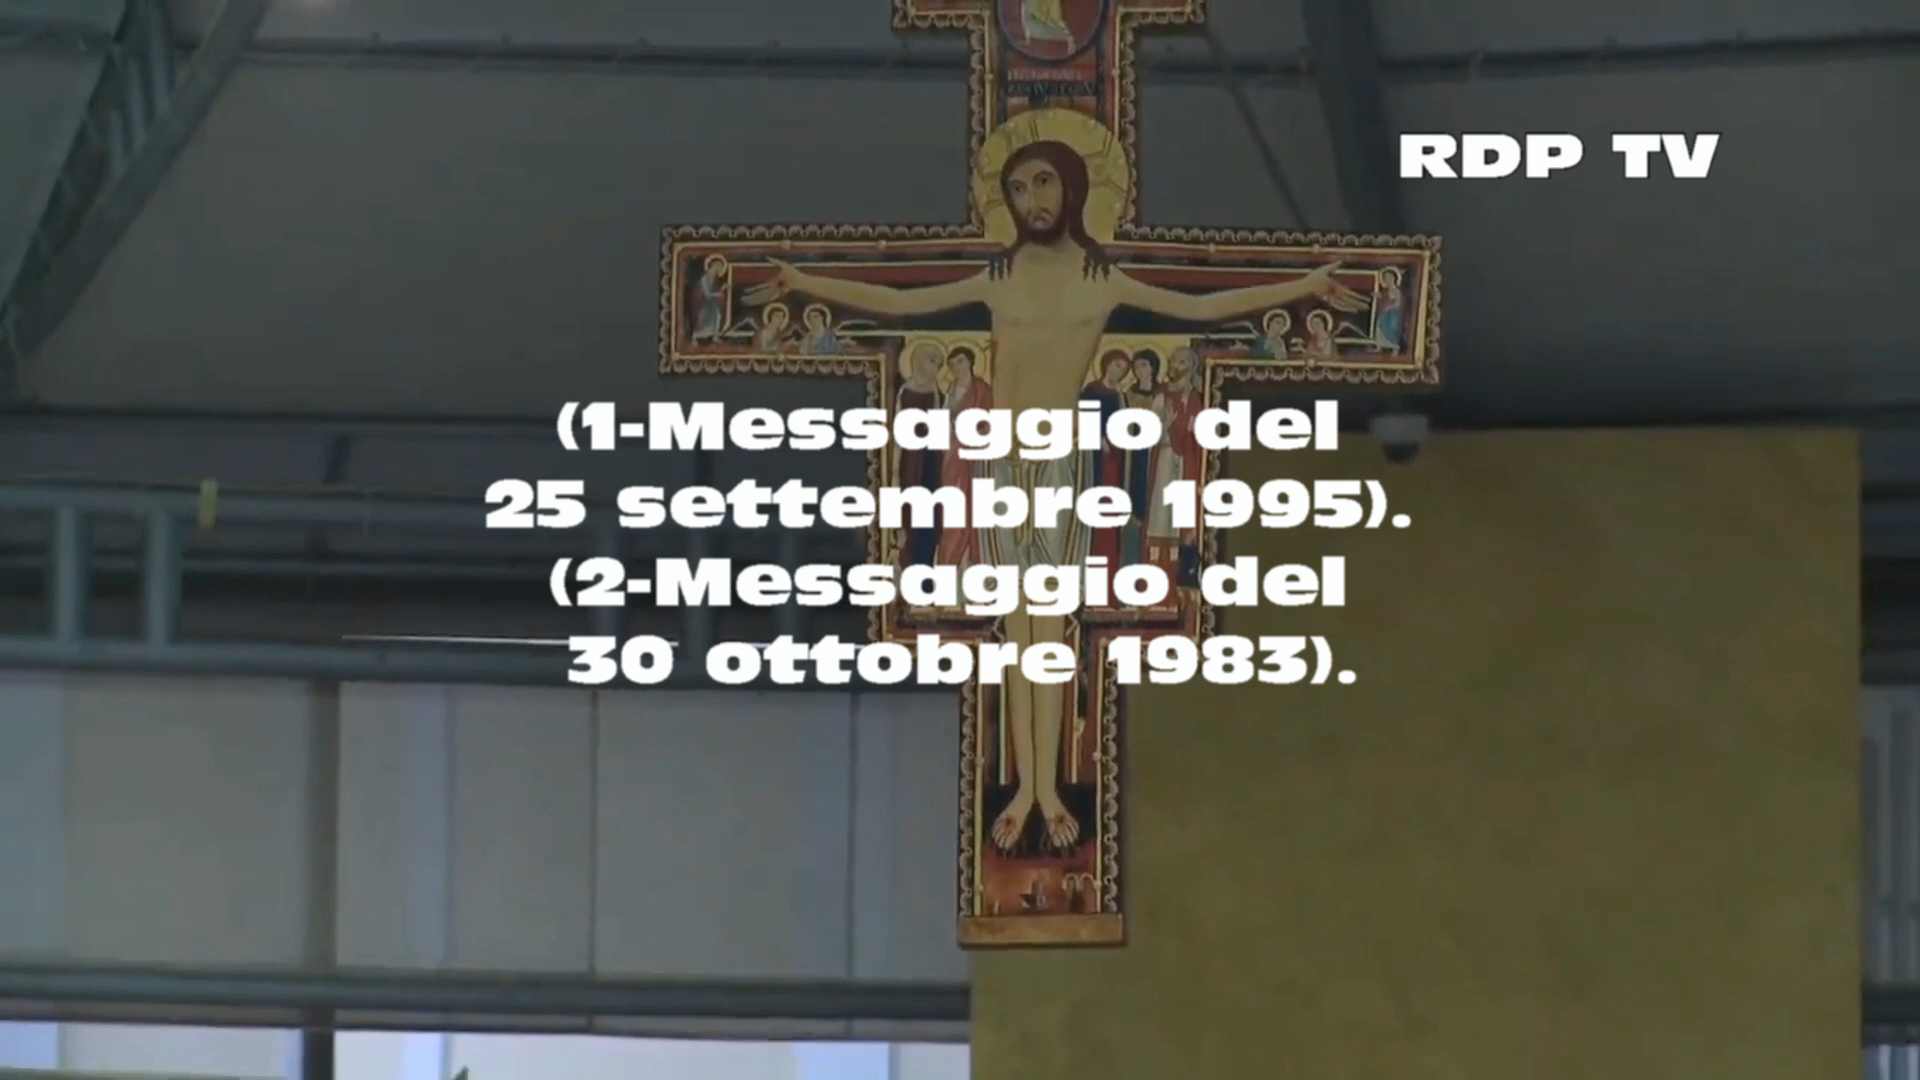 RDP TV
(1-Messaggio del
25 settembre 1995).
(2-Messaggio del
30 ottobre 1983).